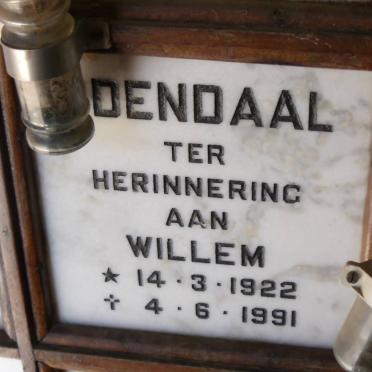 DENDAAL
TER
HERINNERING
AAN
WILLEM
★ 14·3·1922
✝ 4·6·1991